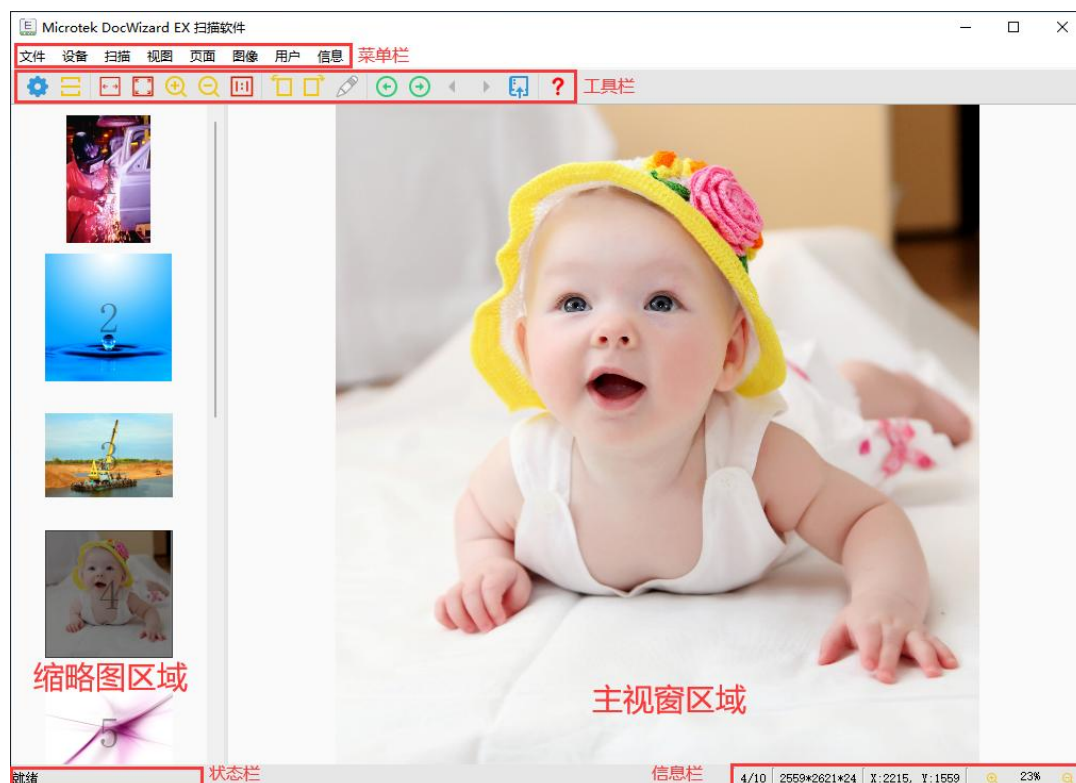 Microtek DocWizard EX 扫描软件
文件 设备 扫描 视图 页面 图像 用户 信息 菜单栏
1:1 ? 工具栏
2
3
4
缩略图区域
主视窗区域
5
就绪 状态栏 信息栏 4/10 2559*2621*24 X:2215, Y:1559 23%